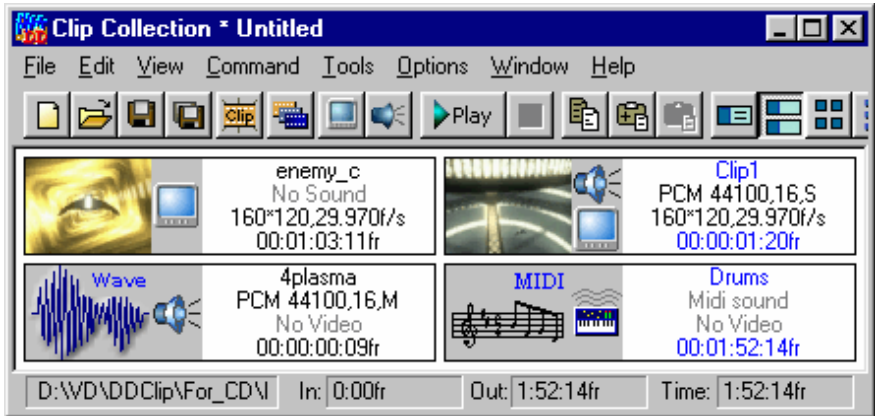 Clip Collection * Untitled
File Edit View Command Tools Options Window Help
Clip Play
enemy_c
No Sound
160*120,29.970f/s
00:01:03:11fr
Clip1
PCM 44100,16,S
160*120,29.970f/s
00:00:01:20fr
Wave
4plasma
PCM 44100,16,M
No Video
00:00:00:09fr
MIDI
Drums
Midi sound
No Video
00:01:52:14fr
D:\VD\DDClip\For_CD\I In: 0:00fr Out: 1:52:14fr Time: 1:52:14fr